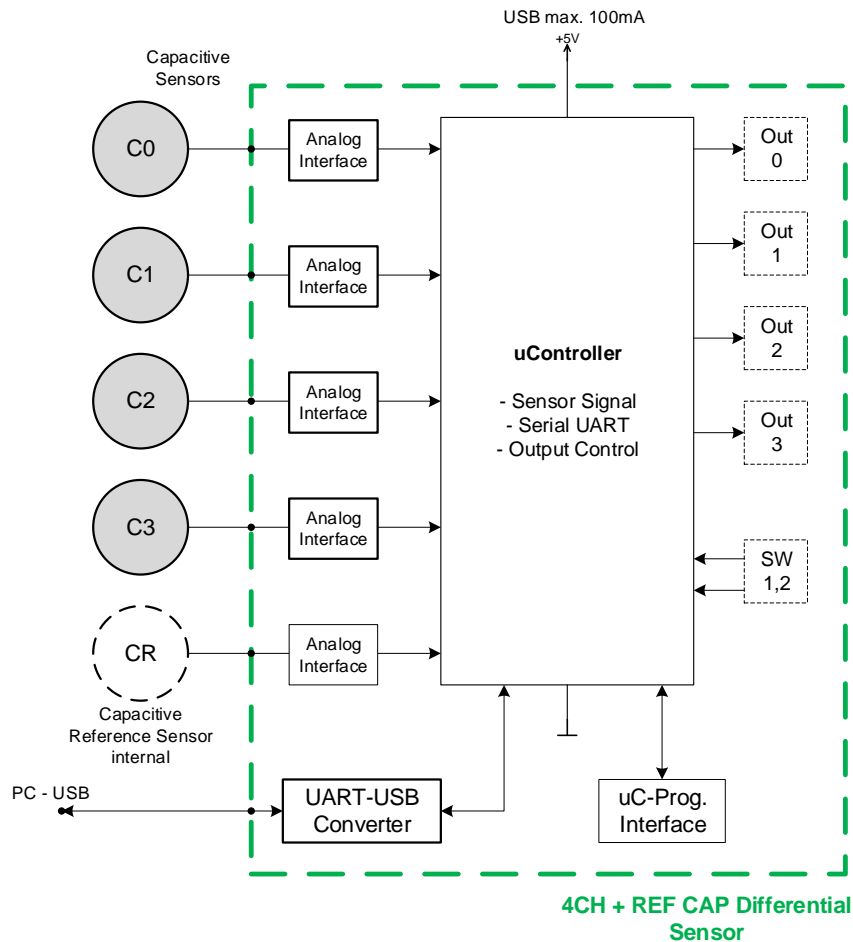 USB max. 100mA
+5V
Capacitive
Sensors
C0
Analog
Interface
Out
0
C1
Analog
Interface
Out
1
C2
Analog
Interface
uController
- Sensor Signal
- Serial UART
- Output Control
Out
2
Out
3
C3
Analog
Interface
SW
1,2
CR
Analog
Interface
Capacitive
Reference Sensor
internal
PC - USB
UART-USB
Converter
uC-Prog.
Interface
4CH + REF CAP Differential
Sensor